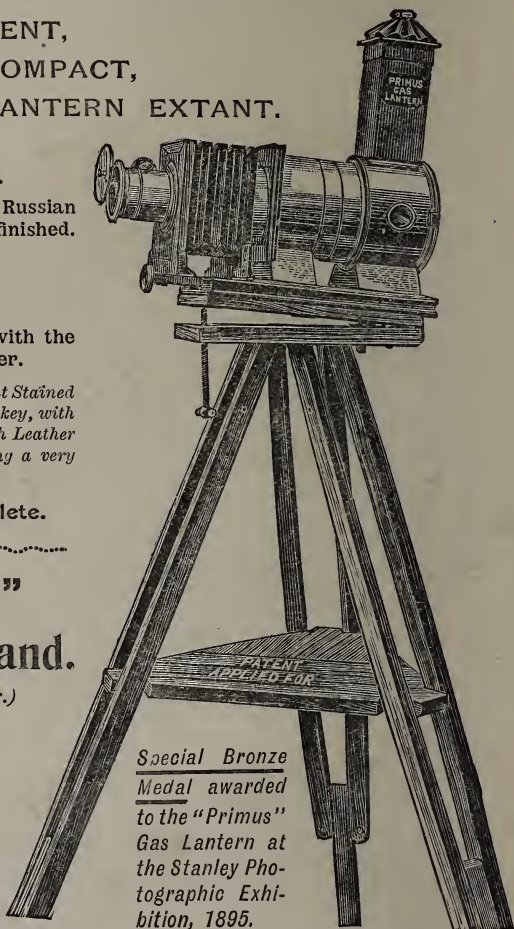 ENT,
OMPACT,
ANTERN EXTANT.
Russian
finished.
with the
er.
t Stained
key, with
h Leather
ng a very
lete.
”
and.
.)
PRIMUS
GAS
LANTERN
PATENT
APPLIED FOR
Special Bronze
Medal awarded
to the “Primus”
Gas Lantern at
the Stanley Pho-
tographic Exhi-
bition, 1895.